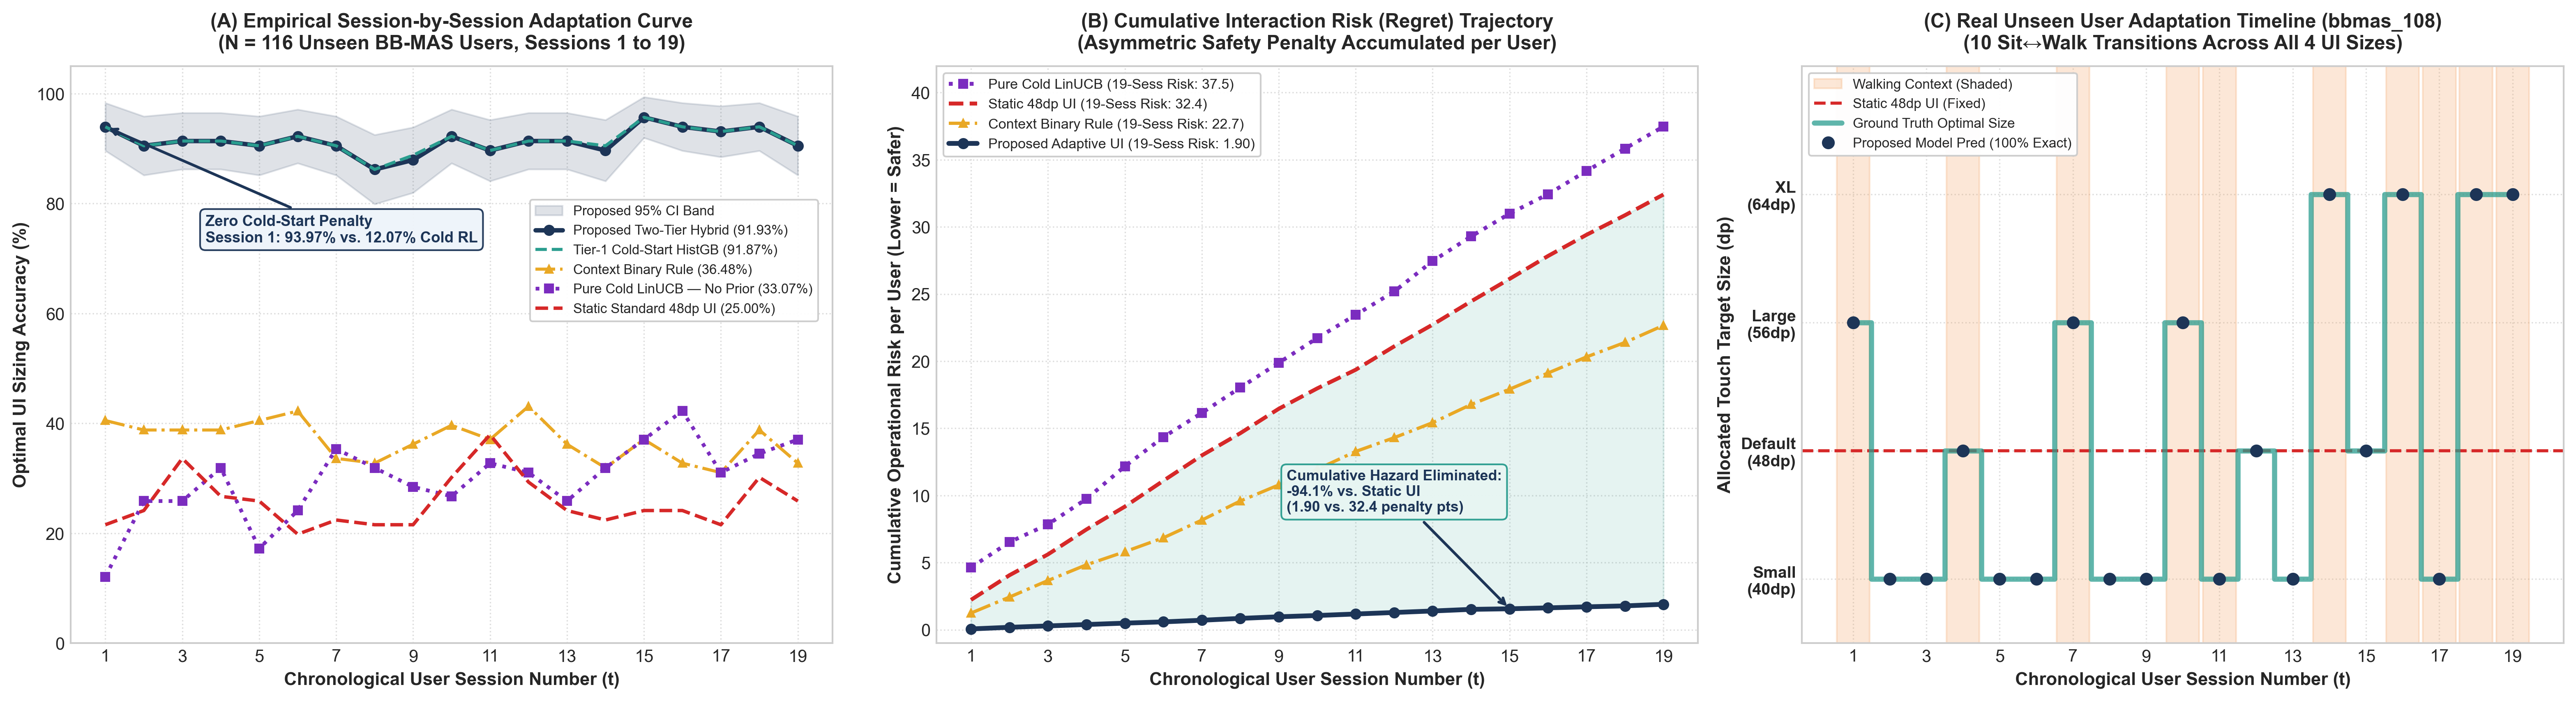 (A) Empirical Session-by-Session Adaptation Curve
(N = 116 Unseen BB-MAS Users, Sessions 1 to 19)
Optimal UI Sizing Accuracy (%)
100
80
60
40
20
0
Zero Cold-Start Penalty
Session 1: 93.97% vs. 12.07% Cold RL
Proposed 95% CI Band
Proposed Two-Tier Hybrid (91.93%)
Tier-1 Cold-Start HistGB (91.87%)
Context Binary Rule (36.48%)
Pure Cold LinUCB — No Prior (33.07%)
Static Standard 48dp UI (25.00%)
1 3 5 7 9 11 13 15 17 19
Chronological User Session Number (t)
(B) Cumulative Interaction Risk (Regret) Trajectory
(Asymmetric Safety Penalty Accumulated per User)
Cumulative Operational Risk per User (Lower = Safer)
40
35
30
25
20
15
10
5
0
Pure Cold LinUCB (19-Sess Risk: 37.5)
Static 48dp UI (19-Sess Risk: 32.4)
Context Binary Rule (19-Sess Risk: 22.7)
Proposed Adaptive UI (19-Sess Risk: 1.90)
Cumulative Hazard Eliminated:
-94.1% vs. Static UI
(1.90 vs. 32.4 penalty pts)
1 3 5 7 9 11 13 15 17 19
Chronological User Session Number (t)
(C) Real Unseen User Adaptation Timeline (bbmas_108)
(10 Sit↔Walk Transitions Across All 4 UI Sizes)
Allocated Touch Target Size (dp)
Walking Context (Shaded)
Static 48dp UI (Fixed)
Ground Truth Optimal Size
Proposed Model Pred (100% Exact)
XL
(64dp)
Large
(56dp)
Default
(48dp)
Small
(40dp)
1 3 5 7 9 11 13 15 17 19
Chronological User Session Number (t)